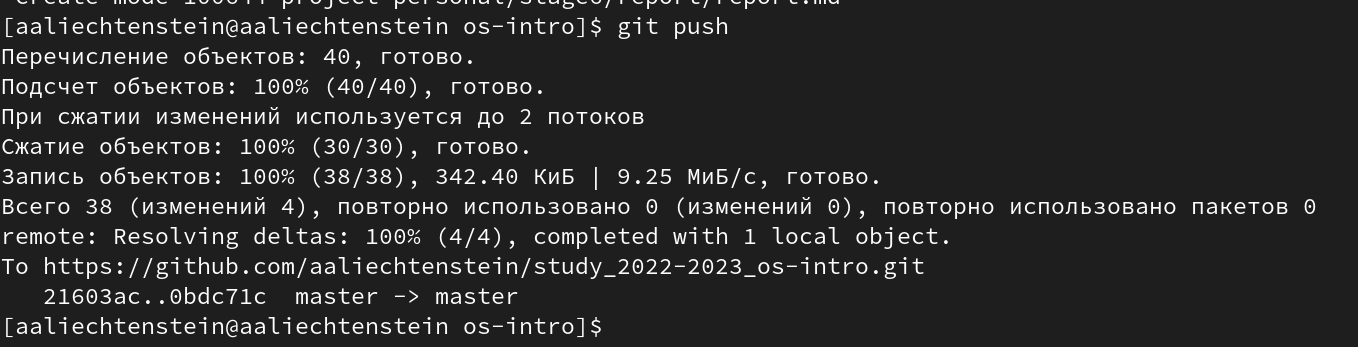 create mode 100644 project-personal/stage6/report/report.md
[aaliechtenstein@aaliechtenstein os-intro]$ git push
Перечисление объектов: 40, готово.
Подсчет объектов: 100% (40/40), готово.
При сжатии изменений используется до 2 потоков
Сжатие объектов: 100% (30/30), готово.
Запись объектов: 100% (38/38), 342.40 КиБ | 9.25 МиБ/с, готово.
Всего 38 (изменений 4), повторно использовано 0 (изменений 0), повторно использовано пакетов 0
remote: Resolving deltas: 100% (4/4), completed with 1 local object.
To https://github.com/aaliechtenstein/study_2022-2023_os-intro.git
   21603ac..0bdc71c  master -> master
[aaliechtenstein@aaliechtenstein os-intro]$